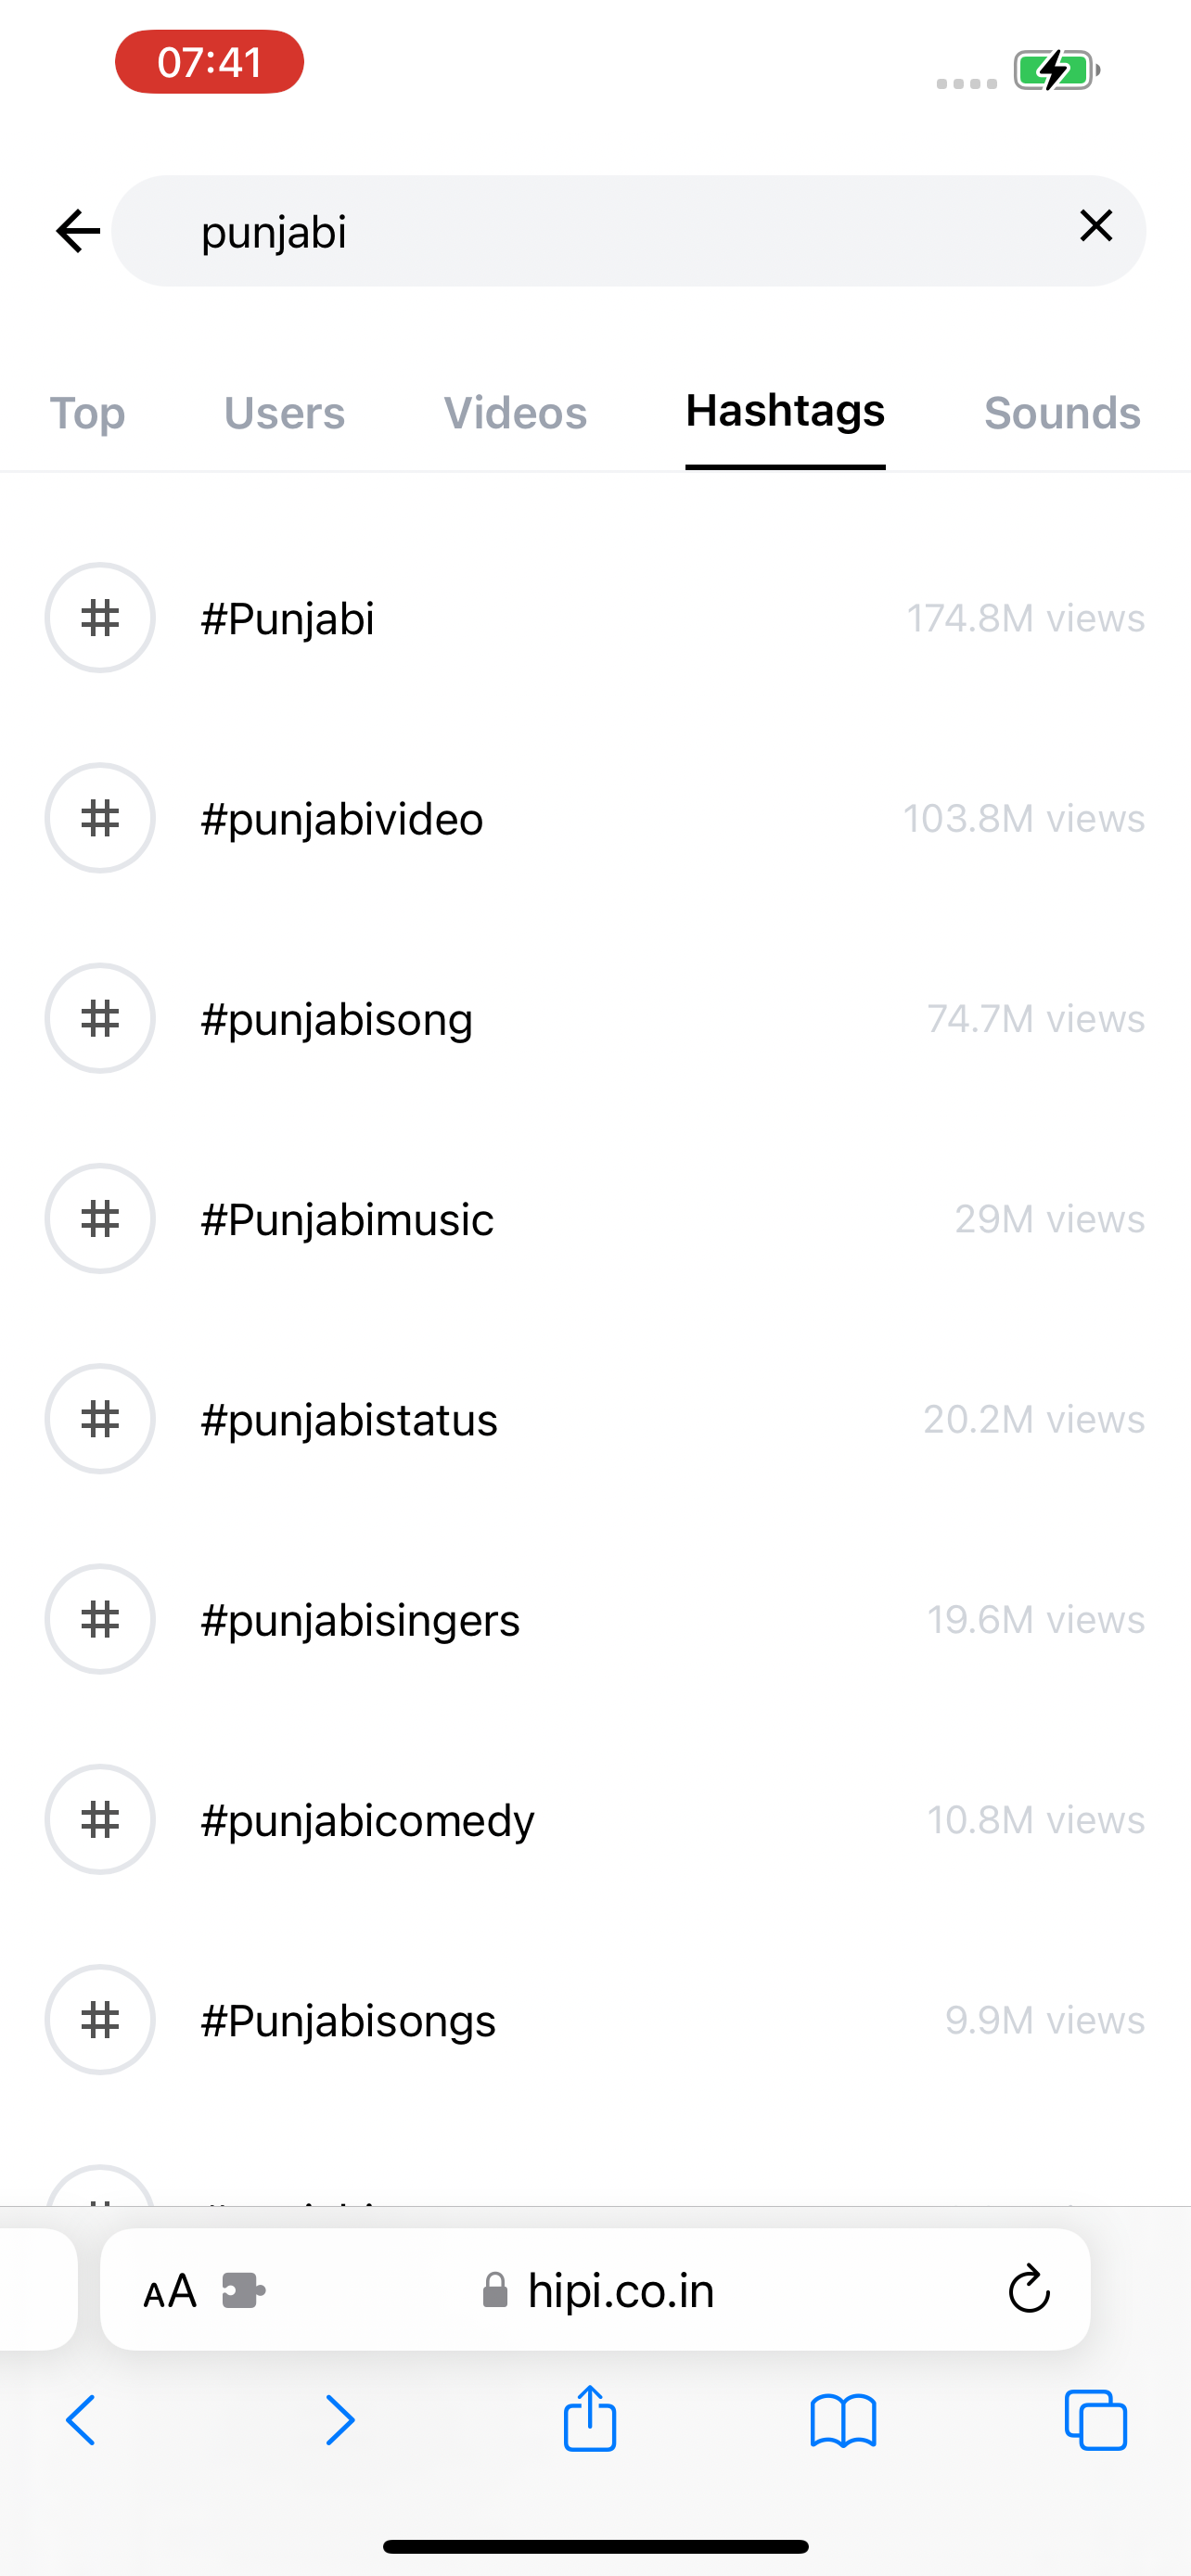 07:41
punjabi
Top Users Videos Hashtags Sounds
#Punjabi 174.8M views
#punjabivideo 103.8M views
#punjabisong 74.7M views
#Punjabimusic 29M views
#punjabistatus 20.2M views
#punjabisingers 19.6M views
#punjabicomedy 10.8M views
#Punjabisongs 9.9M views
AA hipi.co.in